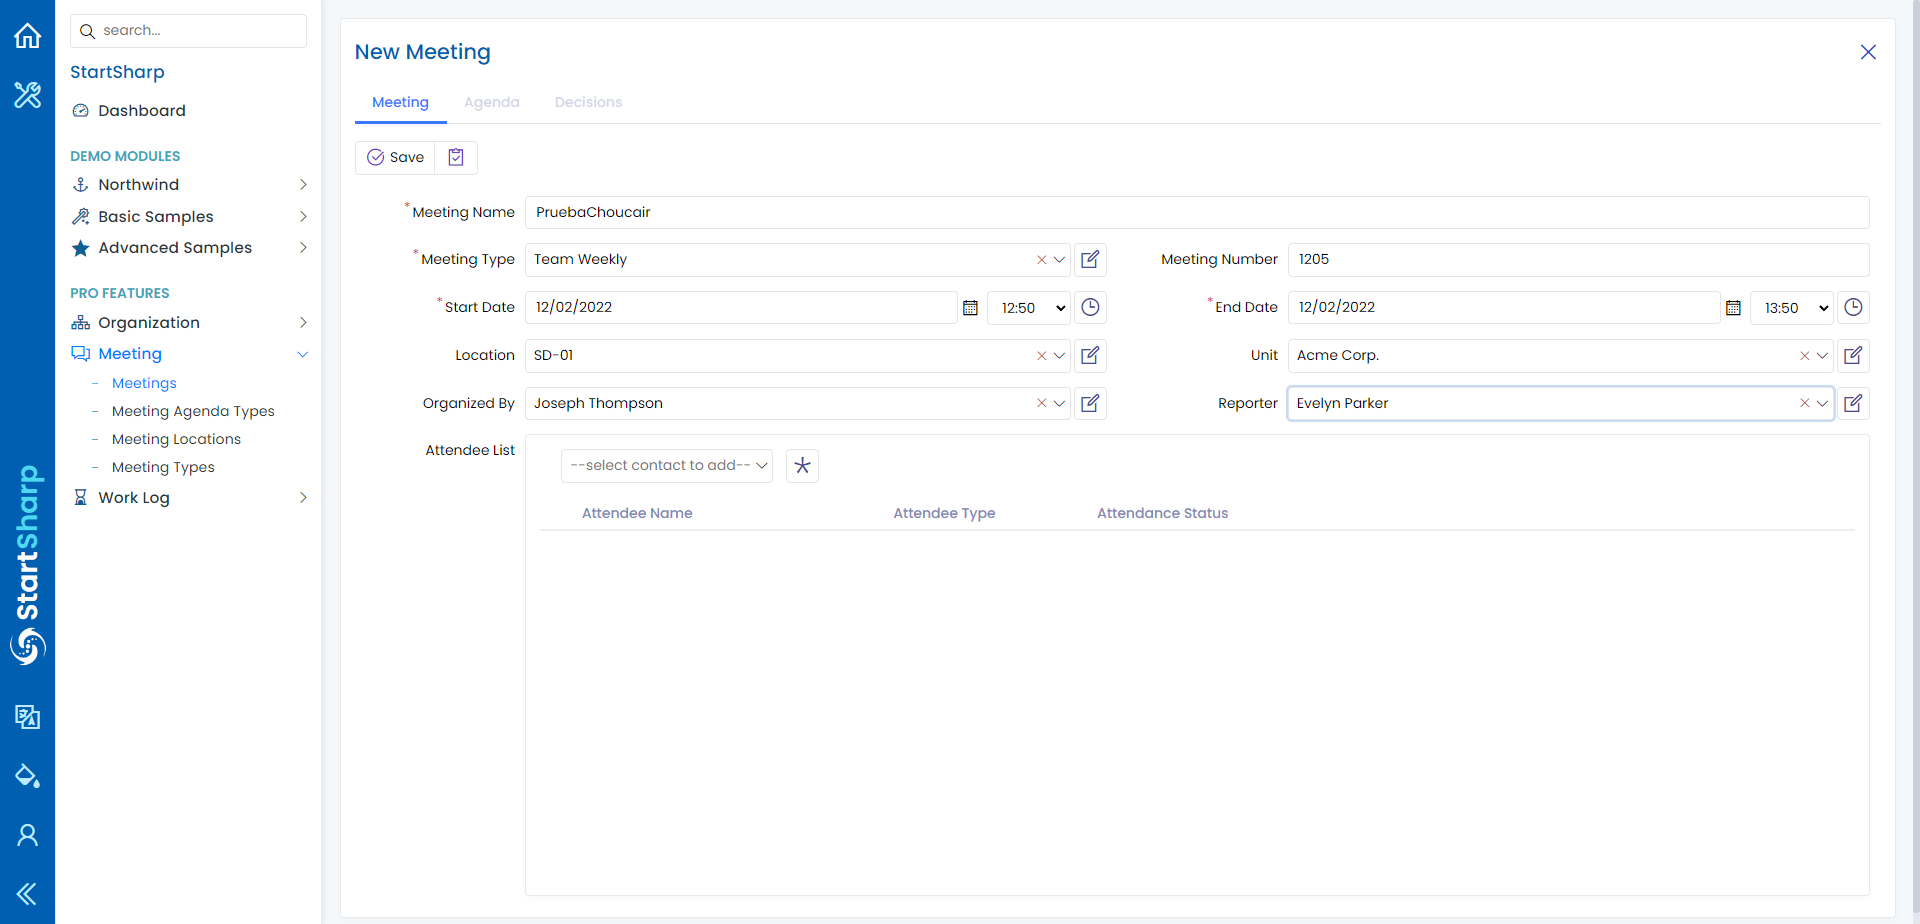 search...
StartSharp
Dashboard
DEMO MODULES
Northwind
Basic Samples
Advanced Samples
PRO FEATURES
Organization
Meeting
- Meetings
- Meeting Agenda Types
- Meeting Locations
- Meeting Types
Work Log
StartSharp
New Meeting
Meeting Agenda Decisions
Save
*Meeting Name PruebaChoucair
*Meeting Type Team Weekly Meeting Number 1205
*Start Date 12/02/2022 12:50 *End Date 12/02/2022 13:50
Location SD-01 Unit Acme Corp.
Organized By Joseph Thompson Reporter Evelyn Parker
Attendee List
--select contact to add--
Attendee Name Attendee Type Attendance Status